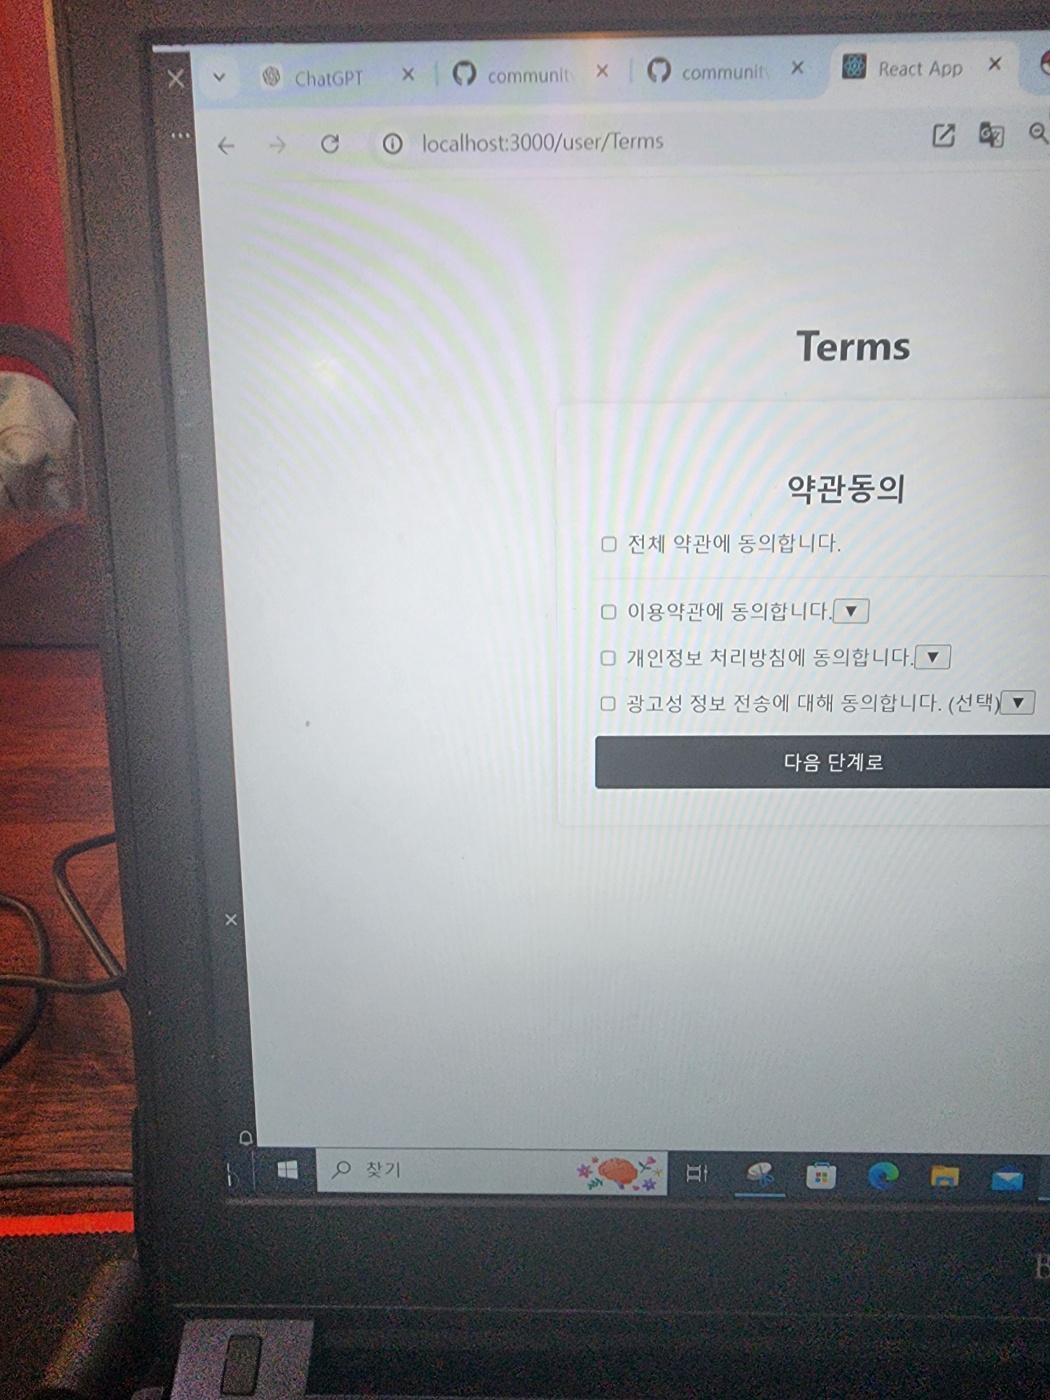 ChatGPT communit communit React App
localhost:3000/user/Terms
Terms
약관동의
전체 약관에 동의합니다.
이용약관에 동의합니다.▼
개인정보 처리방침에 동의합니다.▼
광고성 정보 전송에 대해 동의합니다. (선택)▼
다음 단계로
찾기